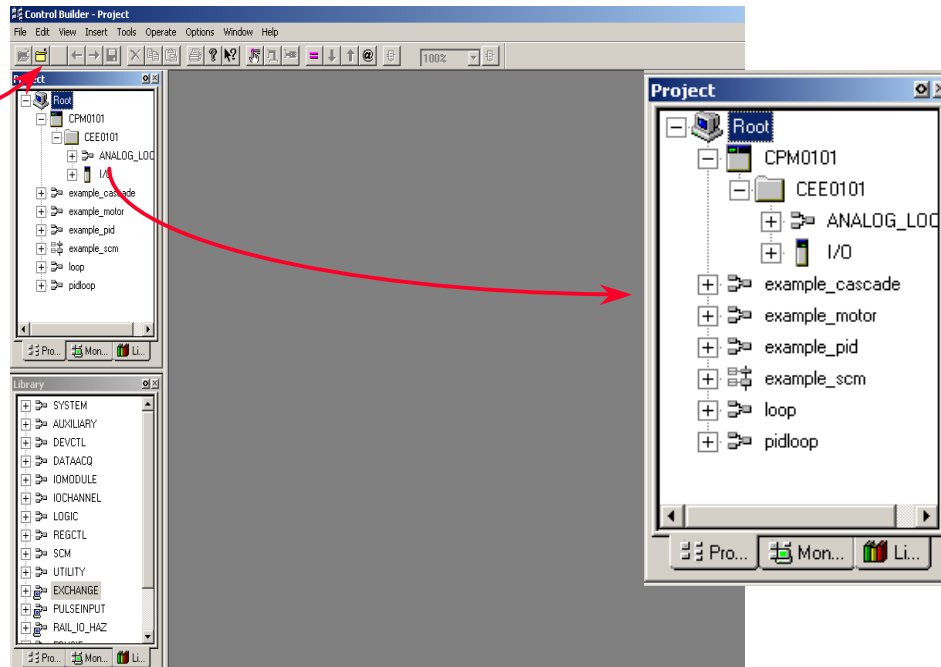 Control Builder - Project
File Edit View Insert Tools Operate Options Window Help
100%
Root
CPM0101
CEE0101
ANALOG_LOC
I/O
example_cascade
example_motor
example_pid
example_scm
loop
pidloop
Pro... Mon... Li...
Library
SYSTEM
AUXILIARY
DEVCTL
DATAACQ
IOMODULE
IOCHANNEL
LOGIC
REGCTL
SCM
UTILITY
EXCHANGE
PULSEINPUT
RAIL_IO_HAZ
Pro... Mon... Li...
Project
Root
CPM0101
CEE0101
ANALOG_LOC
I/O
example_cascade
example_motor
example_pid
example_scm
loop
pidloop
Pro... Mon... Li...